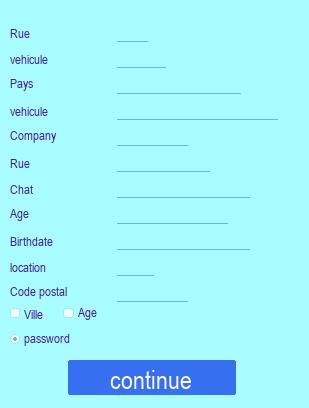 Rue
vehicule
Pays
vehicule
Company
Rue
Chat
Age
Birthdate
location
Code postal
Ville Age
password
continue